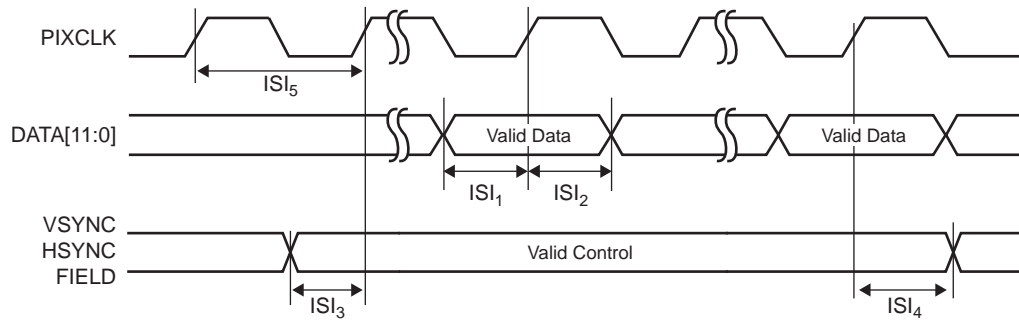 PIXCLK
ISI₅
DATA[11:0]
Valid Data
Valid Data
ISI₁
ISI₂
VSYNC
HSYNC
FIELD
Valid Control
ISI₃
ISI₄